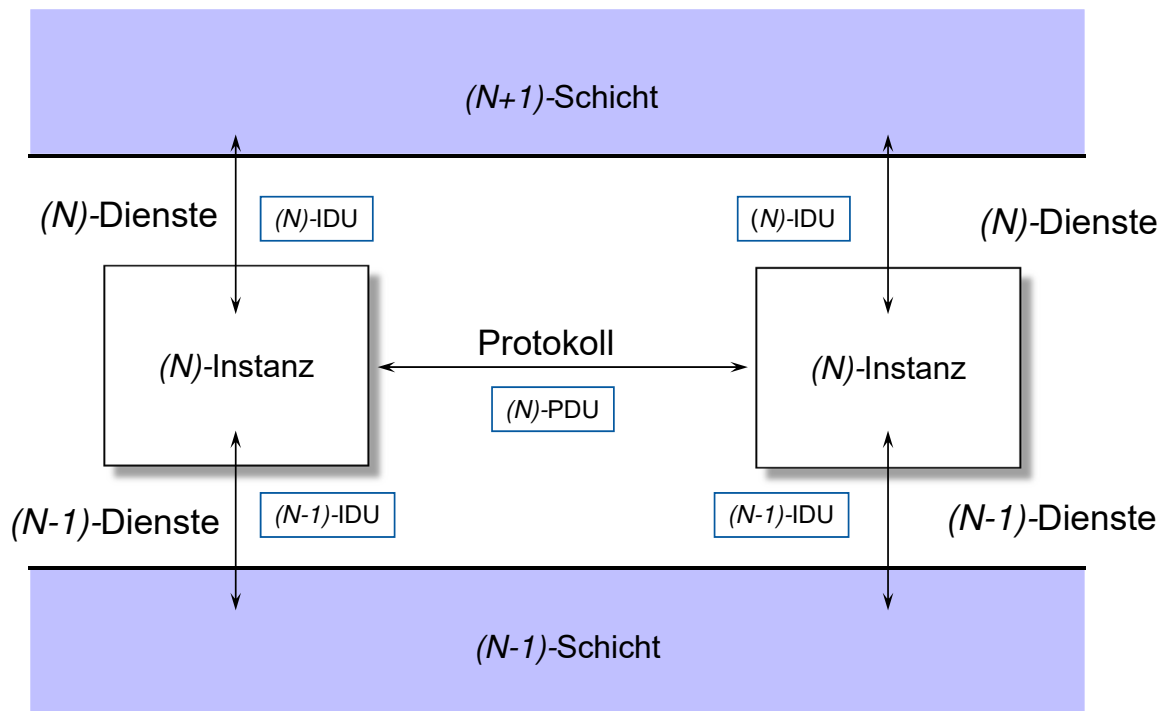 (N+1)-Schicht
(N)-Dienste
(N)-IDU
(N)-IDU
(N)-Dienste
(N)-Instanz
Protokoll
(N)-PDU
(N)-Instanz
(N-1)-Dienste
(N-1)-IDU
(N-1)-IDU
(N-1)-Dienste
(N-1)-Schicht